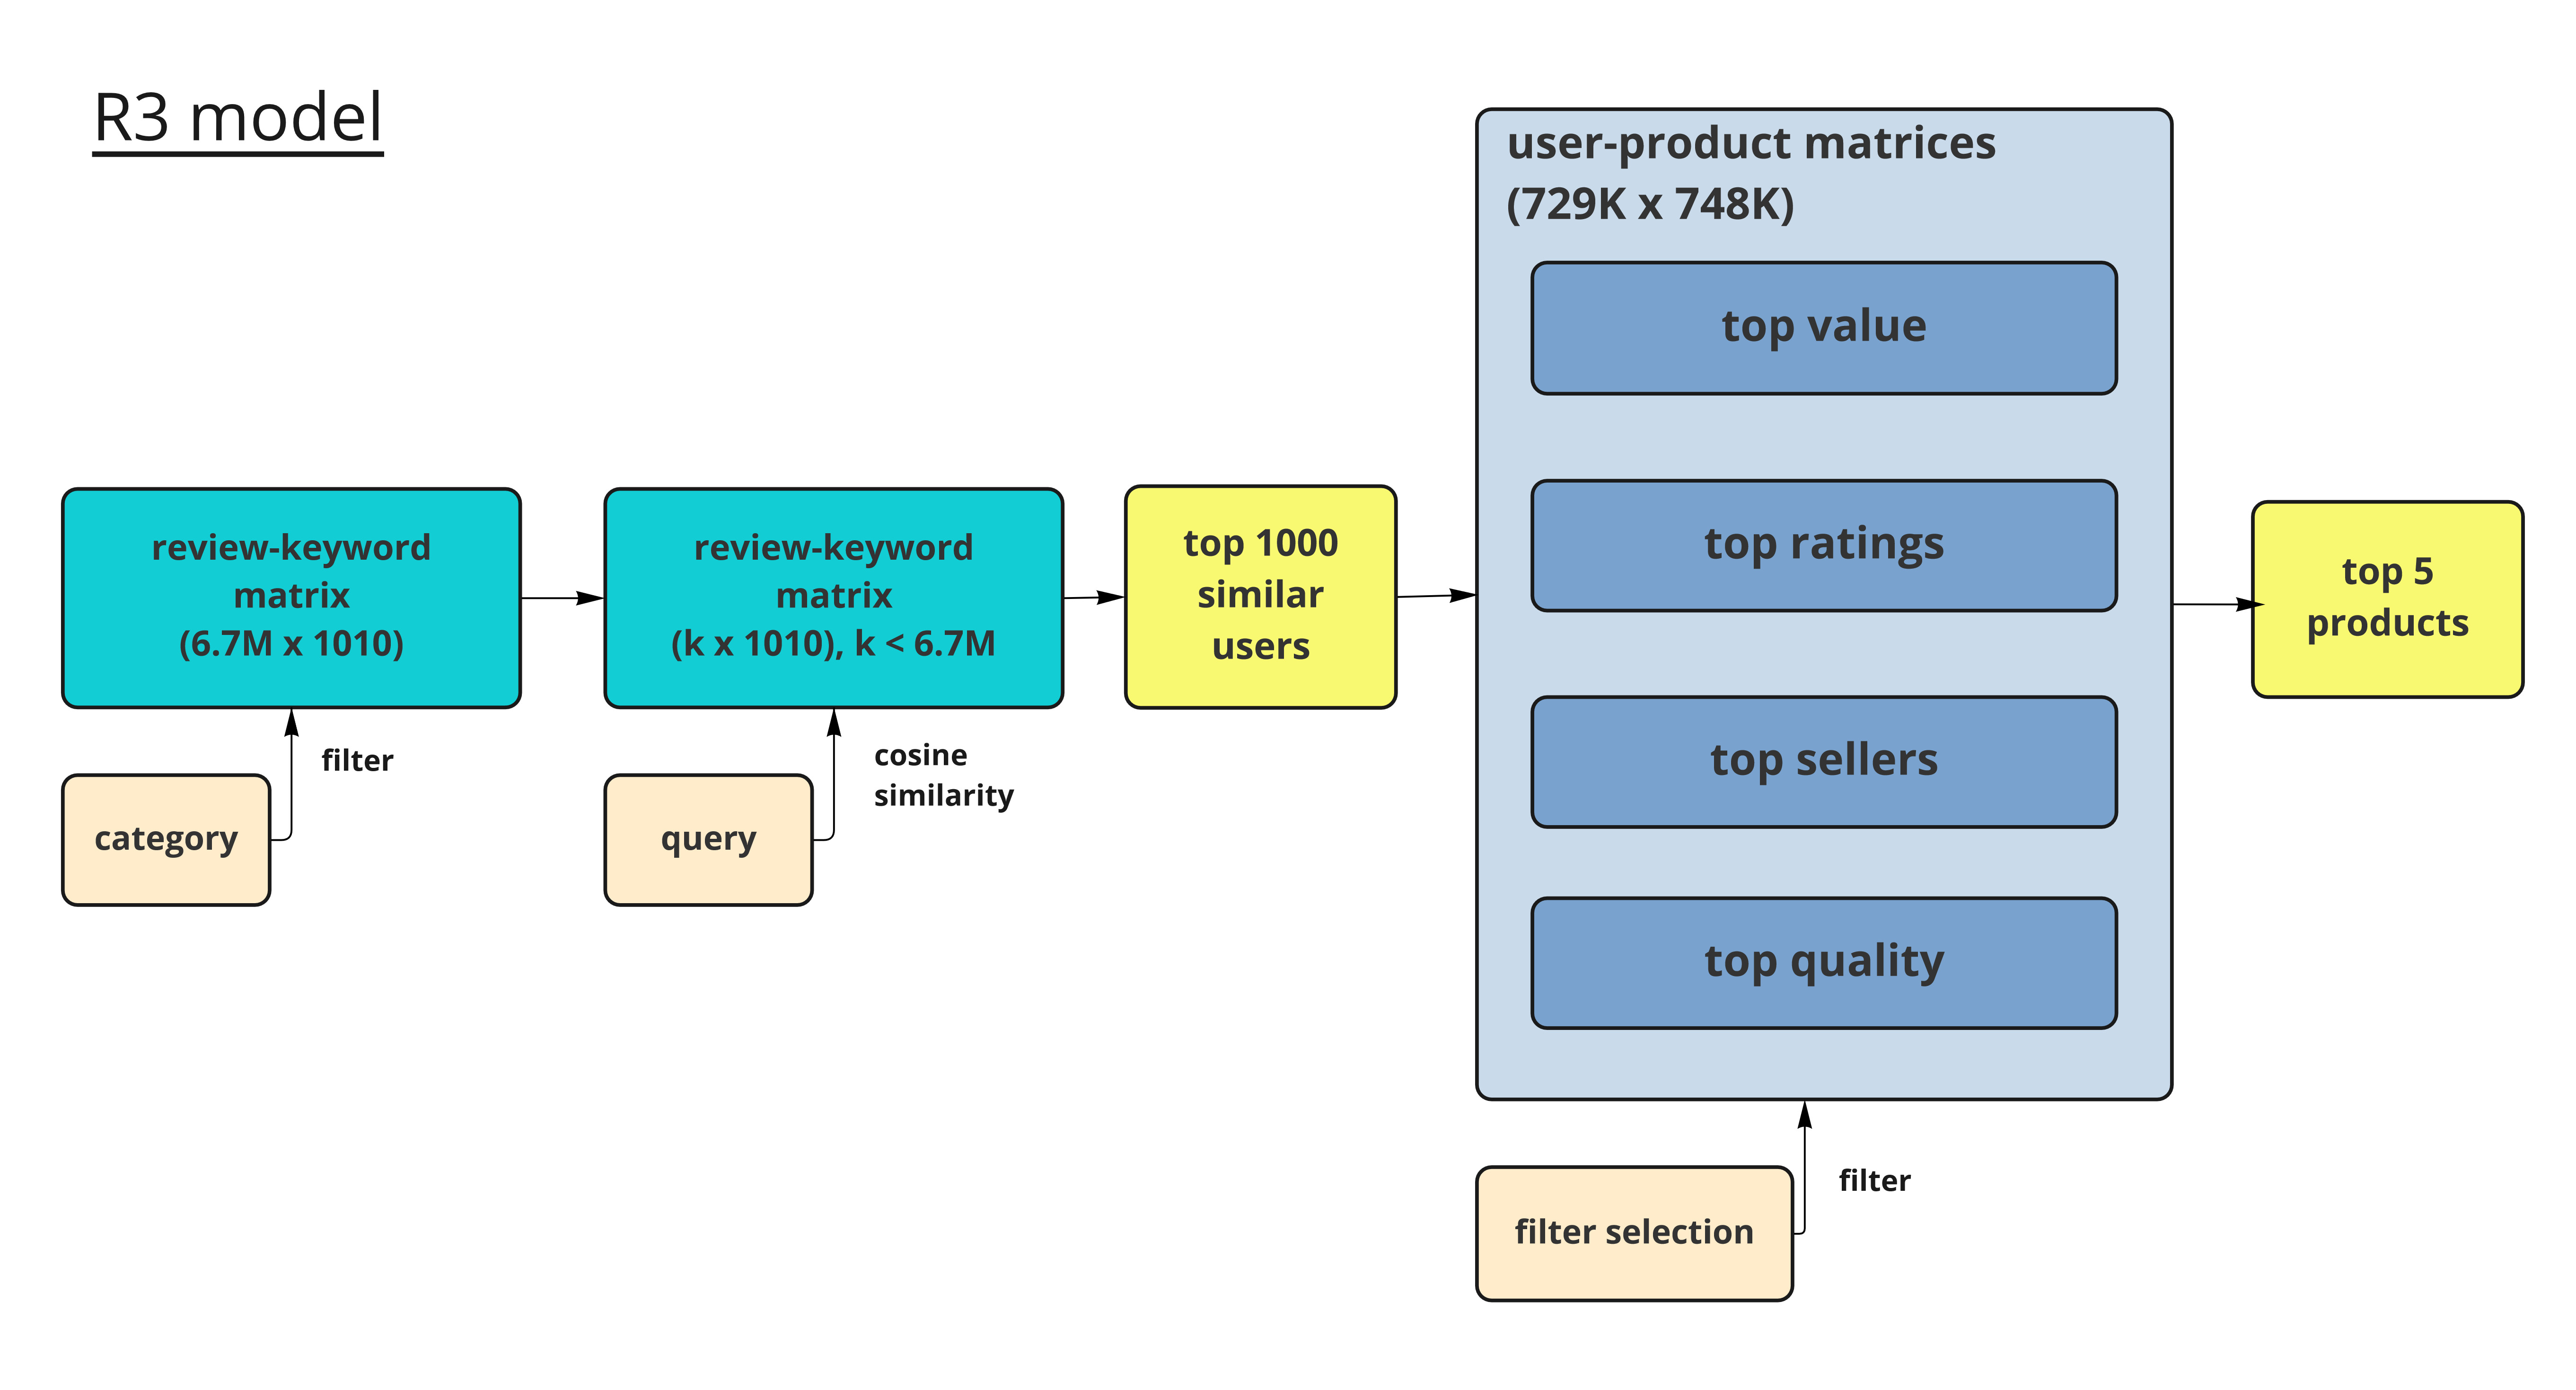 R3 model
user-product matrices
(729K x 748K)
top value
top ratings
top sellers
top quality
review-keyword
matrix
(6.7M x 1010)
review-keyword
matrix
(k x 1010), k < 6.7M
top 1000
similar
users
top 5
products
filter
category
cosine
similarity
query
filter
filter selection